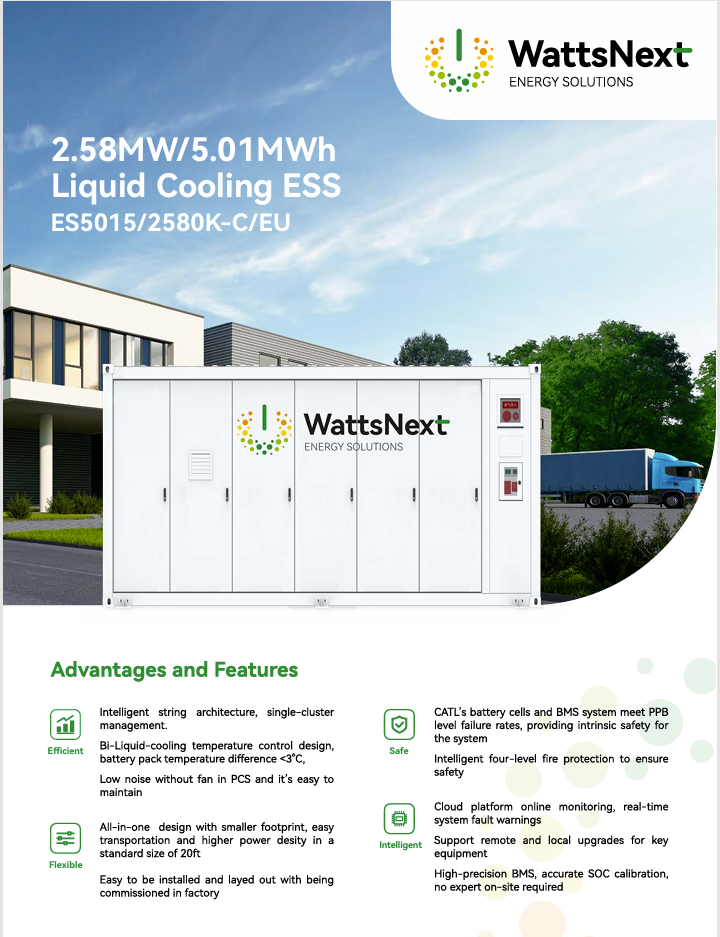 WattsNext
ENERGY SOLUTIONS
2.58MW/5.01MWh
Liquid Cooling ESS
ES5015/2580K-C/EU
WattsNext
ENERGY SOLUTIONS
Advantages and Features
Efficient
Intelligent string architecture, single-cluster
management.
Bi-Liquid-cooling temperature control design,
battery pack temperature difference <3°C,
Low noise without fan in PCS and it's easy to
maintain
Flexible
All-in-one design with smaller footprint, easy
transportation and higher power desity in a
standard size of 20ft
Easy to be installed and layed out with being
commissioned in factory
Safe
CATL's battery cells and BMS system meet PPB
level failure rates, providing intrinsic safety for
the system
Intelligent four-level fire protection to ensure
safety
Intelligent
Cloud platform online monitoring, real-time
system fault warnings
Support remote and local upgrades for key
equipment
High-precision BMS, accurate SOC calibration,
no expert on-site required